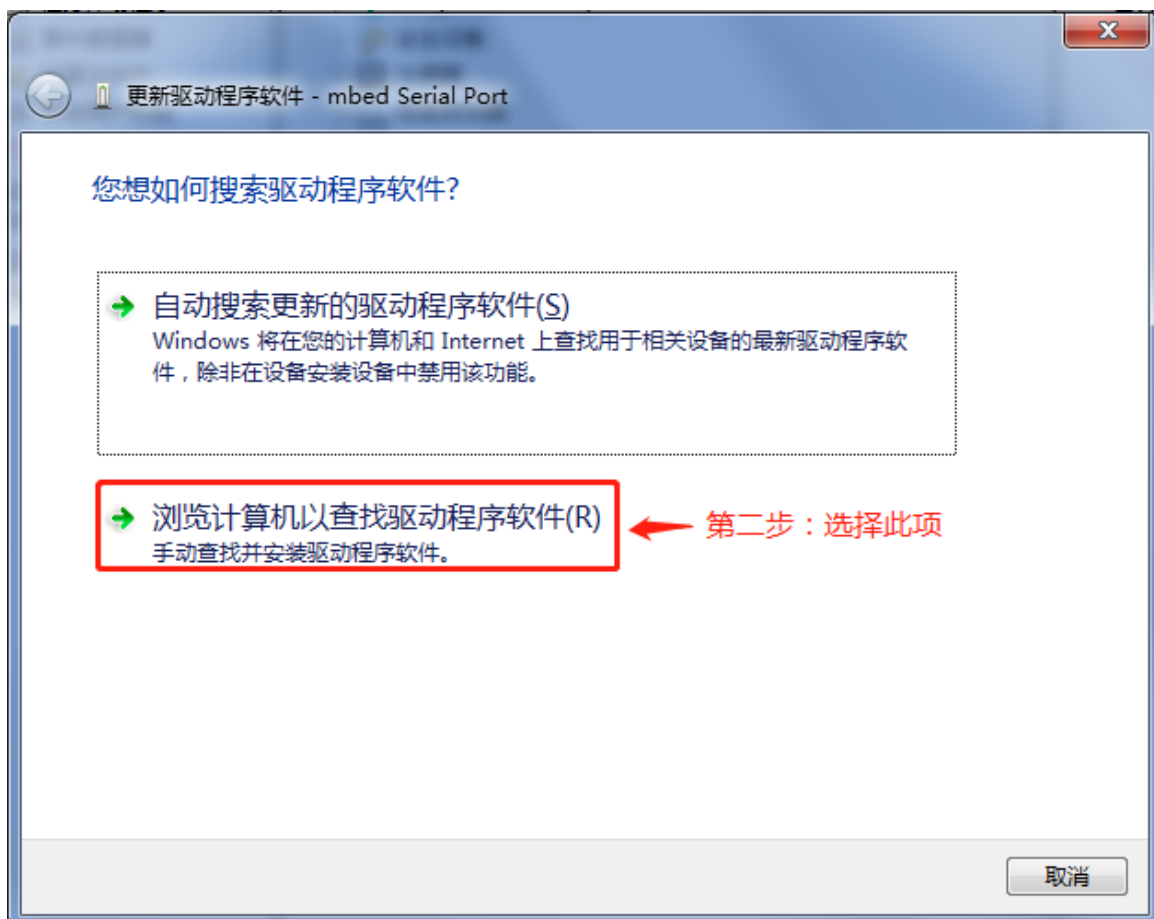 更新驱动程序软件 - mbed Serial Port
您想如何搜索驱动程序软件?
自动搜索更新的驱动程序软件(S)
Windows 将在您的计算机和 Internet 上查找用于相关设备的最新驱动程序软
件，除非在设备安装设备中禁用该功能。
浏览计算机以查找驱动程序软件(R)
手动查找并安装驱动程序软件。
第二步：选择此项
取消